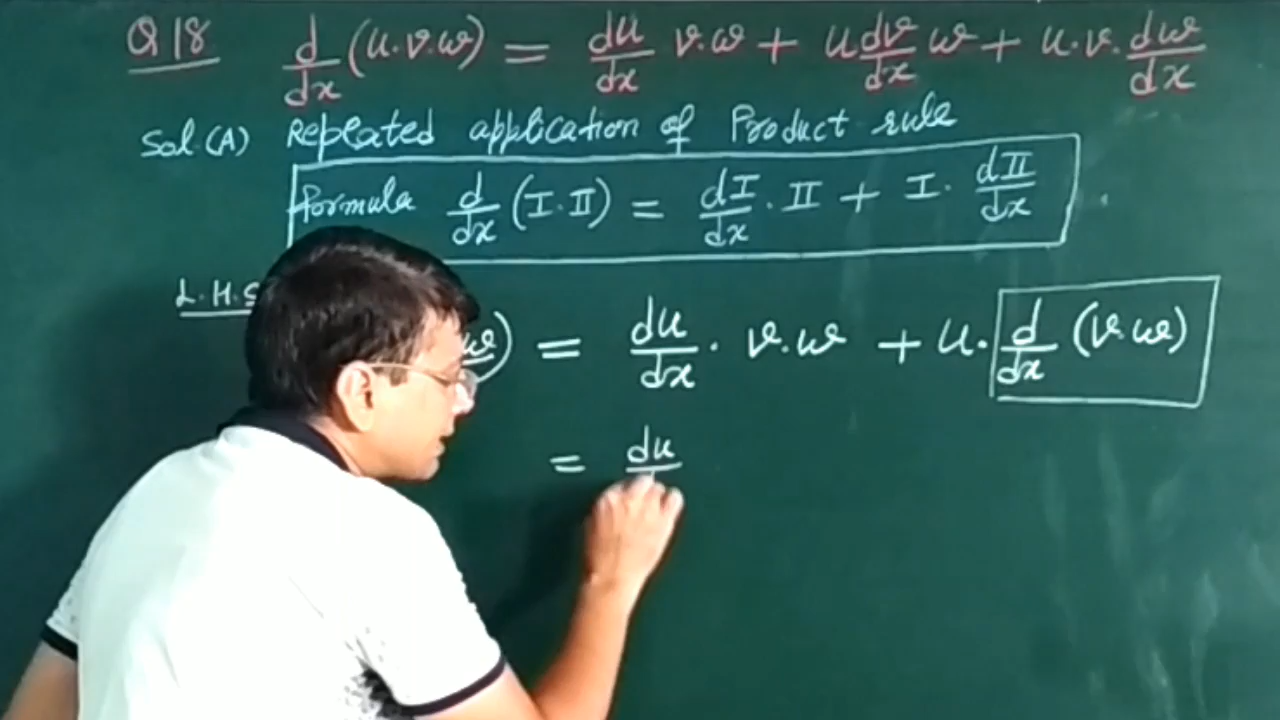 Q 18 d/dx (u.v.w) = du/dx v.w + u dv/dx w + u.v. dw/dx
Sol.(A) Repeated application of Product rule
formula d/dx (I.II) = dI/dx . II + I. dII/dx
L.H.S w) = du/dx . v.w + u. d/dx (v.w)
= du